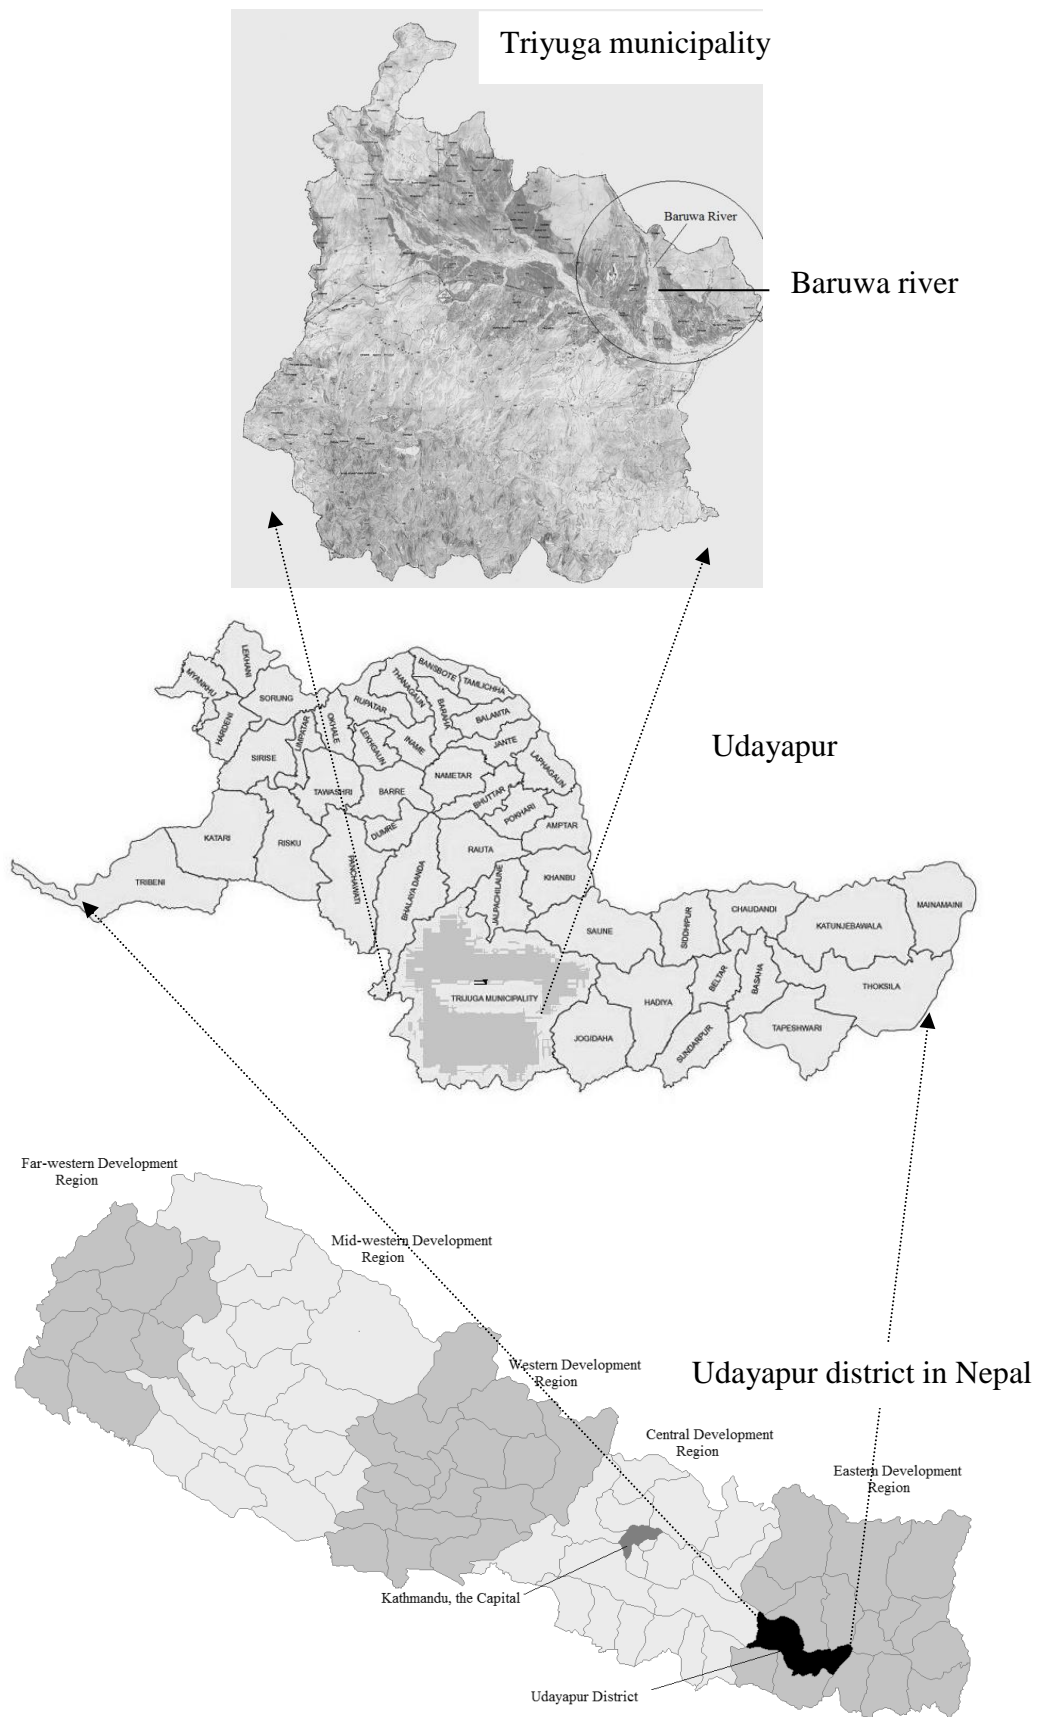 Triyuga municipality
Baruwa River
Baruwa river
LEKHANI
MYANKHU
SORUNG
HARDENI
LIMPATAR
OKHALE
RUPATAR
THANAGAUN
BANSBOTE
TAMLICHHA
BARAHA
BALAMTA
LEKHGAUN
INAME
JANTE
LAPHAGAUN
Udayapur
SIRISE
TAWASHRI
BARRE
NAMETAR
BHUTTAR
POKHARI
AMPTAR
KATARI
RISKU
DUMRE
RAUTA
TRIBENI
PANCHAWATI
BHALAYA DANDA
JALPACHILAUNE
KHANBU
SAUNE
SIDDHIPUR
CHAUDANDI
KATUNJEBAWALA
MAINAMAINI
TRIJUGA MUNICIPALITY
HADIYA
BELTAR
BASAHA
THOKSILA
JOGIDAHA
SUNDARPUR
TAPESHWARI
Far-western Development
Region
Mid-western Development
Region
Western Development
Region
Udayapur district in Nepal
Central Development
Region
Eastern Development
Region
Kathmandu, the Capital
Udayapur District